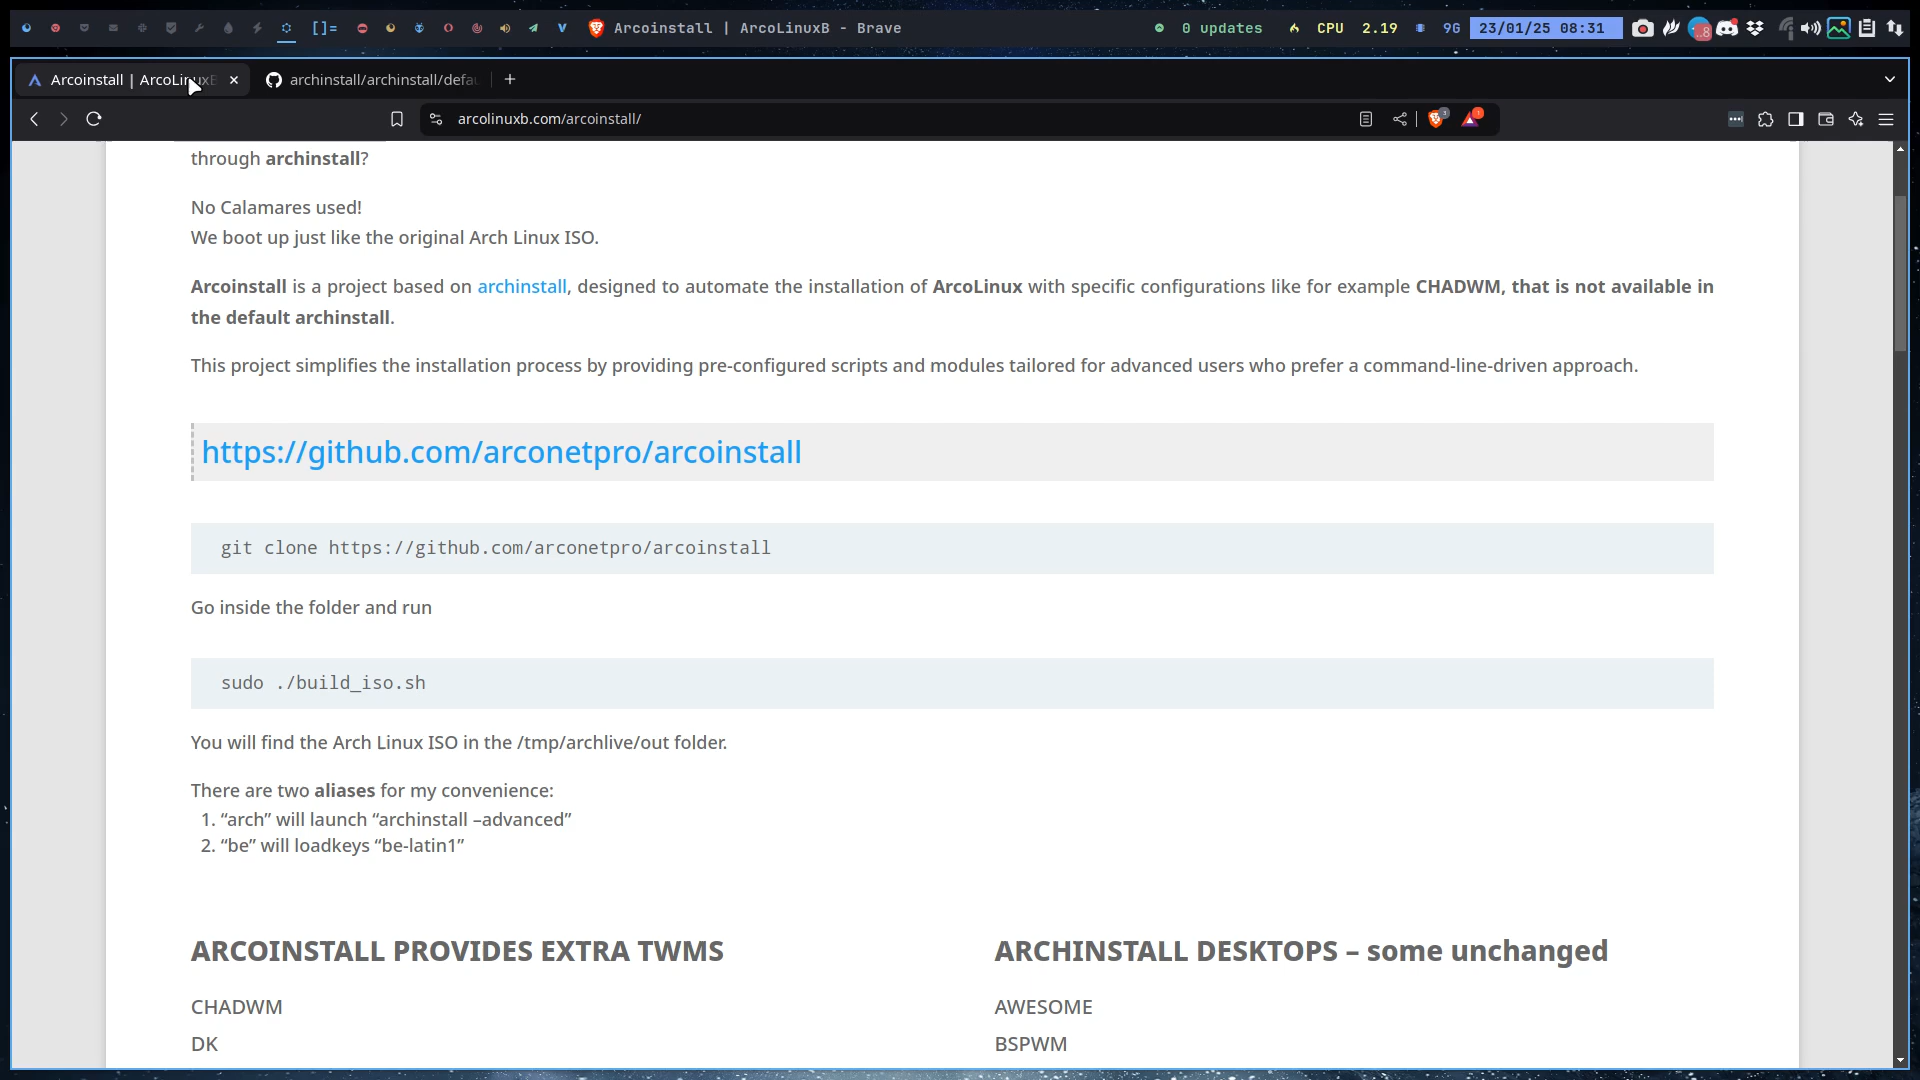 []=
Arcoinstall | ArcoLinuxB - Brave
0 updates
CPU 2.19
9G
23/01/25 08:31
Arcoinstall | ArcoLinuxB
archinstall/archinstall/defau
arcolinuxb.com/arcoinstall/
through archinstall?
No Calamares used!
We boot up just like the original Arch Linux ISO.
Arcoinstall is a project based on archinstall, designed to automate the installation of ArcoLinux with specific configurations like for example CHADWM, that is not available in
the default archinstall.
This project simplifies the installation process by providing pre-configured scripts and modules tailored for advanced users who prefer a command-line-driven approach.
https://github.com/arconetpro/arcoinstall
git clone https://github.com/arconetpro/arcoinstall
Go inside the folder and run
sudo ./build_iso.sh
You will find the Arch Linux ISO in the /tmp/archlive/out folder.
There are two aliases for my convenience:
1. “arch” will launch “archinstall –advanced”
2. “be” will loadkeys “be-latin1”
ARCOINSTALL PROVIDES EXTRA TWMS
CHADWM
DK
ARCHINSTALL DESKTOPS – some unchanged
AWESOME
BSPWM